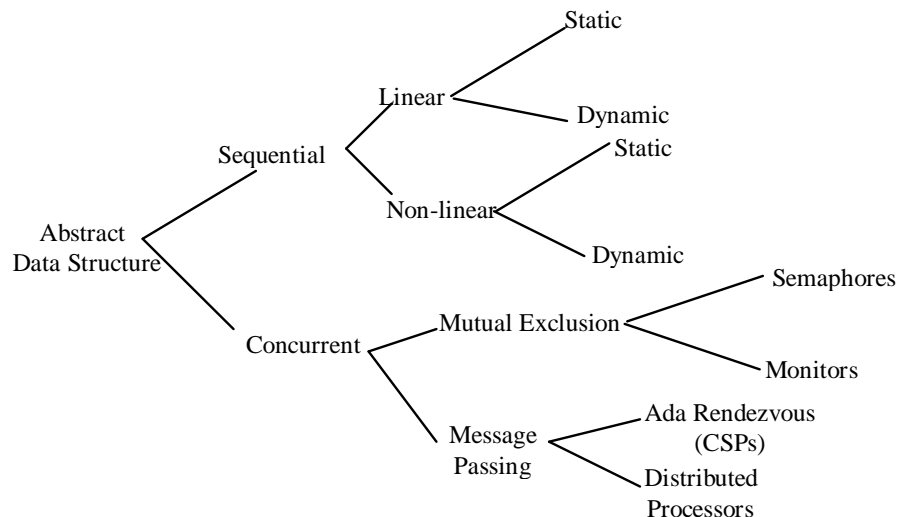 Static
Linear
Dynamic
Sequential
Static
Non-linear
Abstract
Data Structure
Dynamic
Semaphores
Mutual Exclusion
Concurrent
Monitors
Ada Rendezvous
(CSPs)
Message
Passing
Distributed
Processors